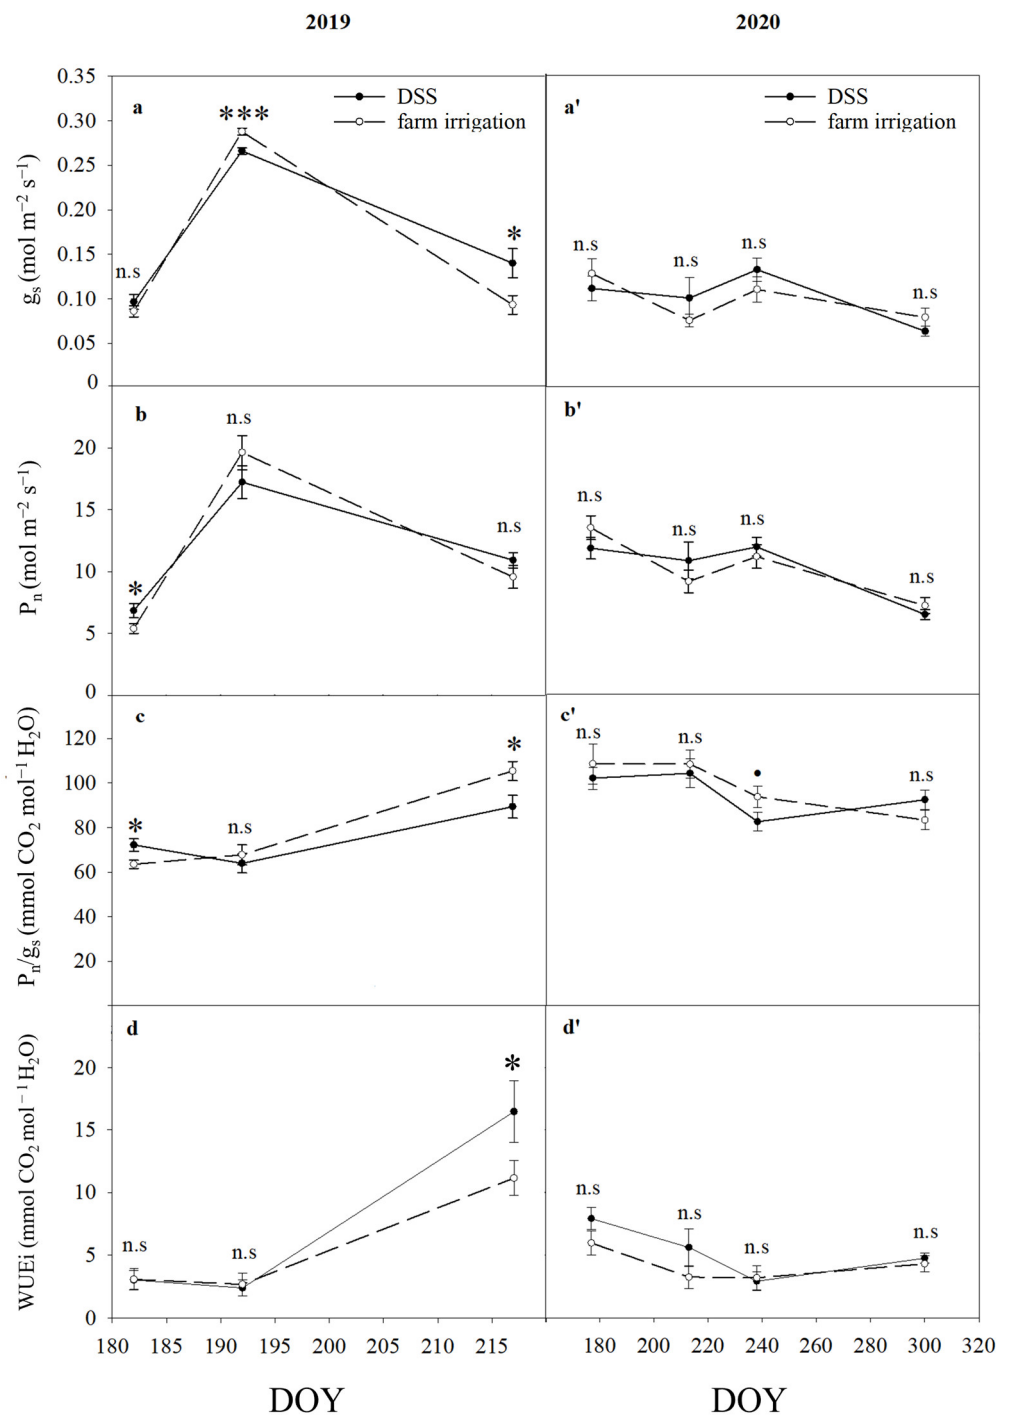 2019 2020
a
***
DSS
farm irrigation
n.s
*
0.35
0.30
0.25
0.20
0.15
0.10
0.05
0
gs (mol m−2 s−1)
a'
DSS
farm irrigation
n.s
n.s
n.s
n.s
b
n.s
n.s
*
20
15
10
5
0
Pn (mol m−2 s−1)
b'
n.s
n.s
n.s
n.s
c
*
n.s
*
120
100
80
60
40
20
Pn/gs (mmol CO2 mol−1 H2O)
c'
n.s
n.s
•
n.s
d
n.s
n.s
*
20
15
10
5
0
WUEi (mmol CO2 mol−1 H2O)
d'
n.s
n.s
n.s
n.s
180 185 190 195 200 205 210 215
180 200 220 240 260 280 300 320
DOY DOY